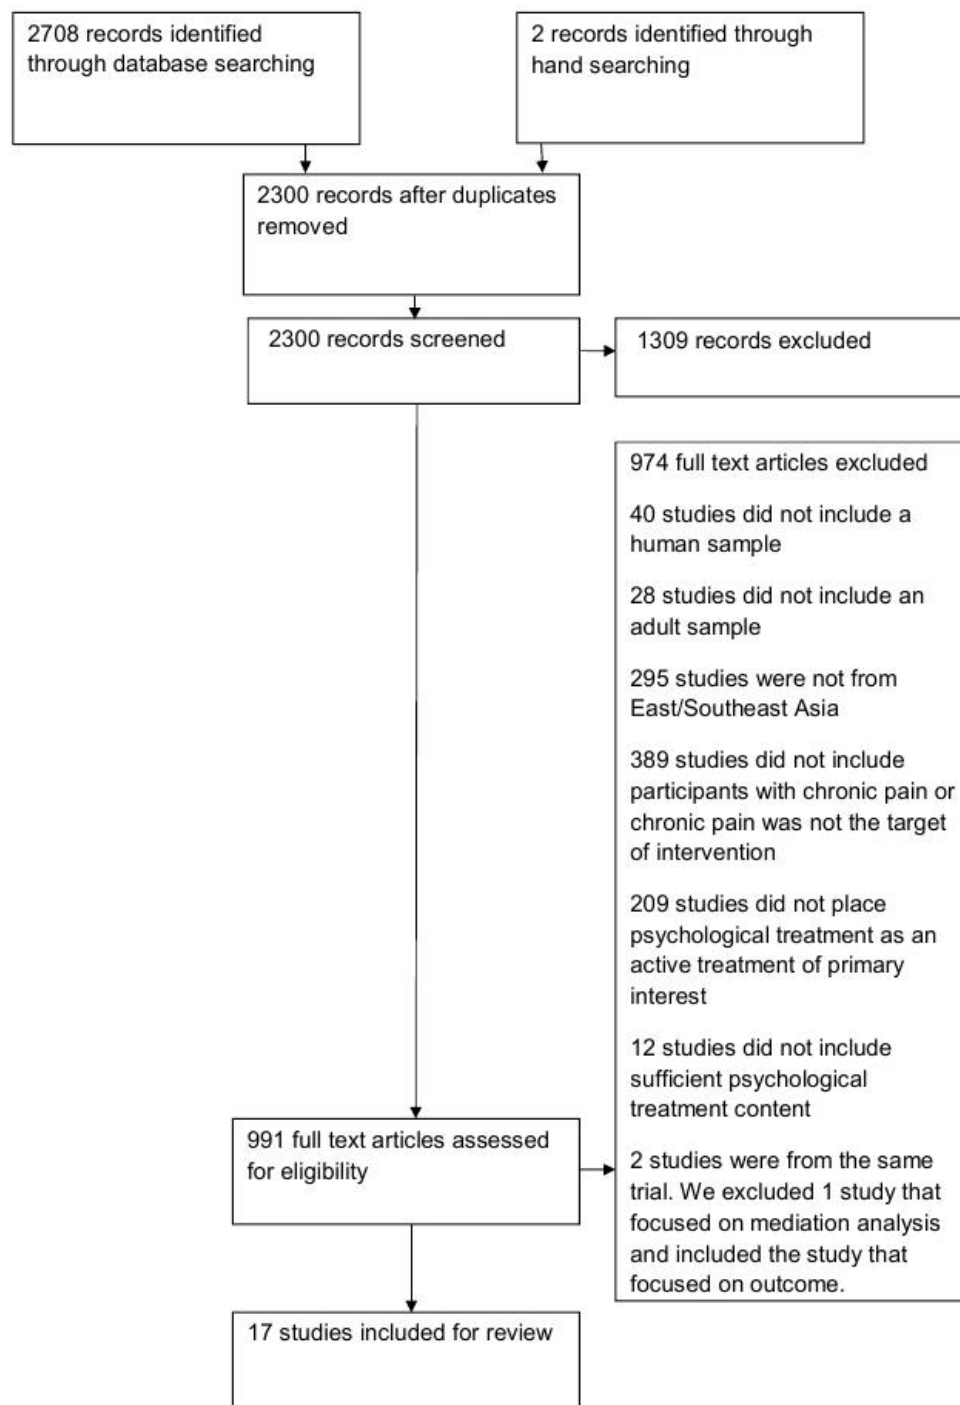 2708 records identified
through database searching
2 records identified through
hand searching
2300 records after duplicates
removed
2300 records screened
1309 records excluded
974 full text articles excluded
40 studies did not include a
human sample
28 studies did not include an
adult sample
295 studies were not from
East/Southeast Asia
389 studies did not include
participants with chronic pain or
chronic pain was not the target
of intervention
209 studies did not place
psychological treatment as an
active treatment of primary
interest
12 studies did not include
sufficient psychological
treatment content
2 studies were from the same
trial. We excluded 1 study that
focused on mediation analysis
and included the study that
focused on outcome.
991 full text articles assessed
for eligibility
17 studies included for review